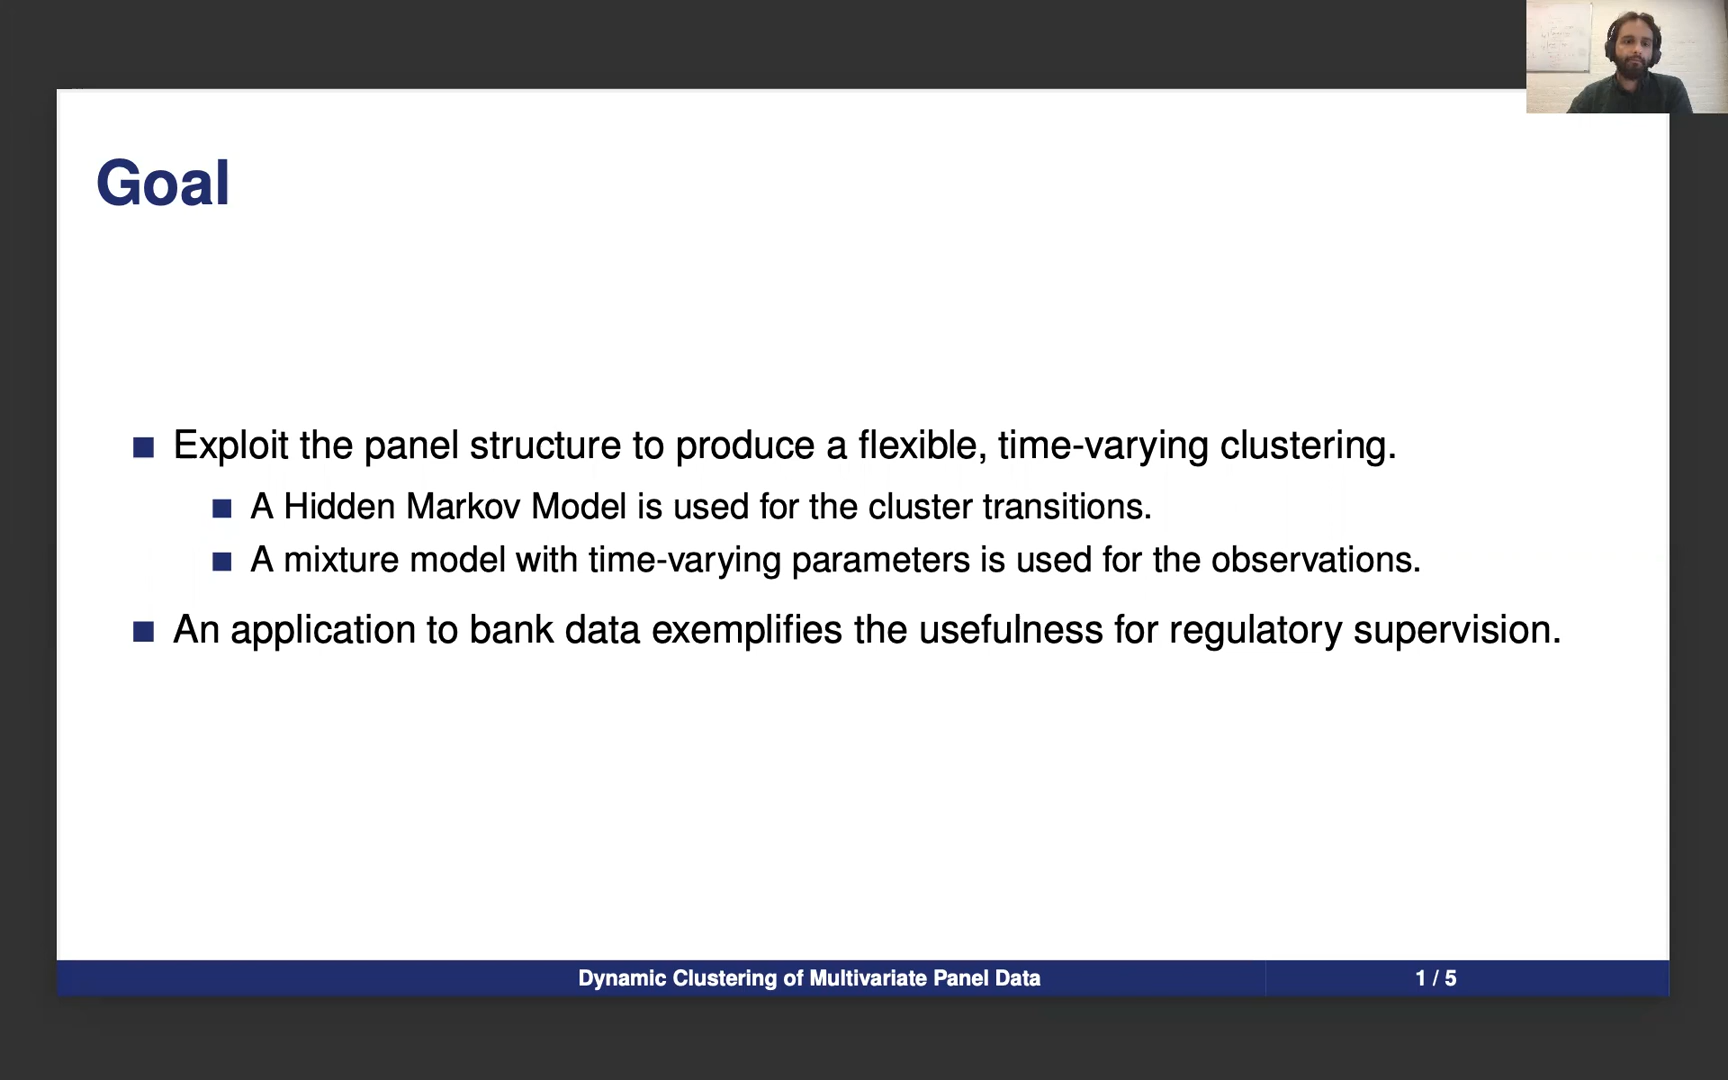 Goal
Exploit the panel structure to produce a flexible, time-varying clustering.
A Hidden Markov Model is used for the cluster transitions.
A mixture model with time-varying parameters is used for the observations.
An application to bank data exemplifies the usefulness for regulatory supervision.
Dynamic Clustering of Multivariate Panel Data
1 / 5